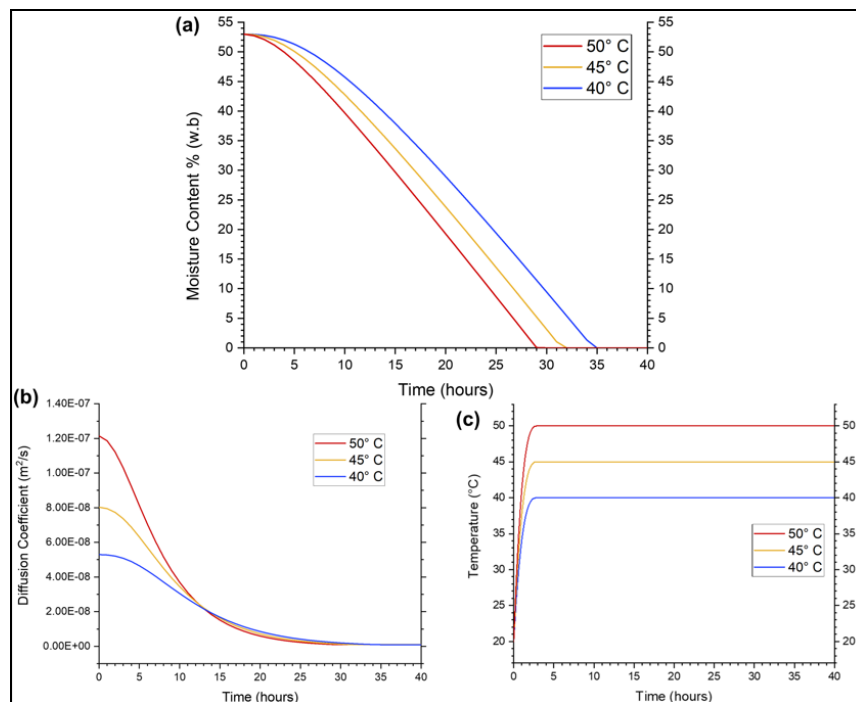 (a)
55
50
45
40
35
30
25
20
15
10
5
0
Moisture Content % (w.b)
50° C
45° C
40° C
55
50
45
40
35
30
25
20
15
10
5
0
0 5 10 15 20 25 30 35 40
Time (hours)
(b)
1.40E-07
1.20E-07
1.00E-07
8.00E-08
6.00E-08
4.00E-08
2.00E-08
0.00E+00
Diffusion Coefficient (m²/s)
50° C
45° C
40° C
0 5 10 15 20 25 30 35 40
Time (hours)
(c)
50
45
40
35
30
25
20
Temperature (°C)
50° C
45° C
40° C
50
45
40
35
30
25
20
0 5 10 15 20 25 30 35 40
Time (hours)